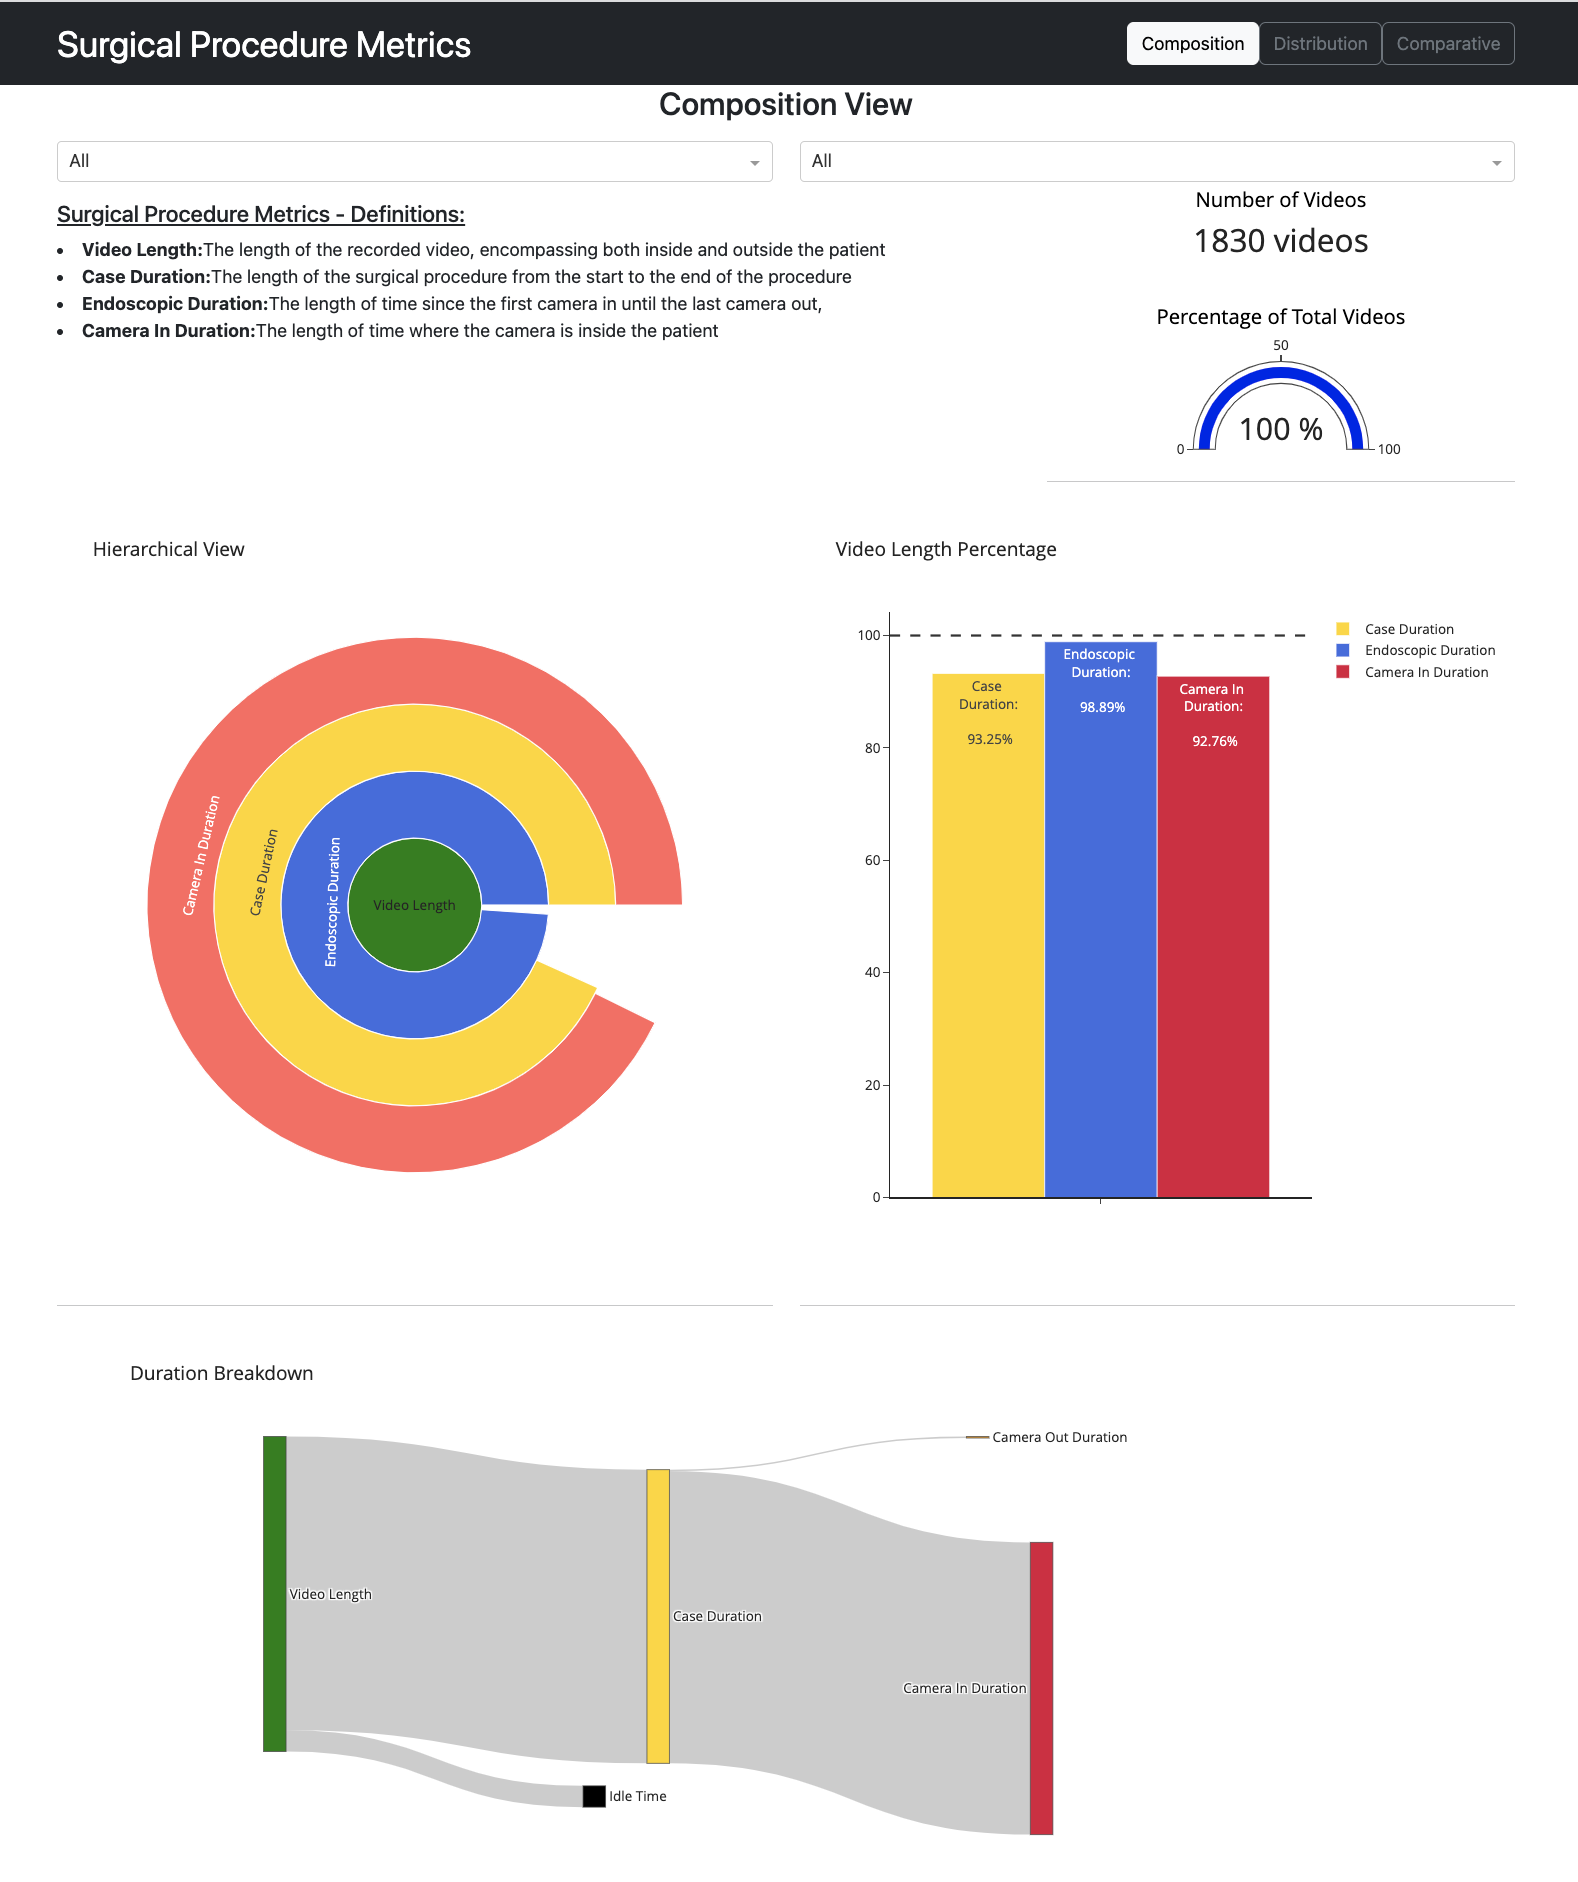 Surgical Procedure Metrics
Composition
Distribution
Comparative
Composition View
All
All
Surgical Procedure Metrics - Definitions:
• Video Length:The length of the recorded video, encompassing both inside and outside the patient
• Case Duration:The length of the surgical procedure from the start to the end of the procedure
• Endoscopic Duration:The length of time since the first camera in until the last camera out,
• Camera In Duration:The length of time where the camera is inside the patient
Number of Videos
1830 videos
Percentage of Total Videos
50
0
100 %
100
Hierarchical View
Camera In Duration
Case Duration
Endoscopic Duration
Video Length
Video Length Percentage
100
80
60
40
20
0
Case
Duration:
93.25%
Endoscopic
Duration:
98.89%
Camera In
Duration:
92.76%
Case Duration
Endoscopic Duration
Camera In Duration
Duration Breakdown
Camera Out Duration
Video Length
Case Duration
Camera In Duration
Idle Time